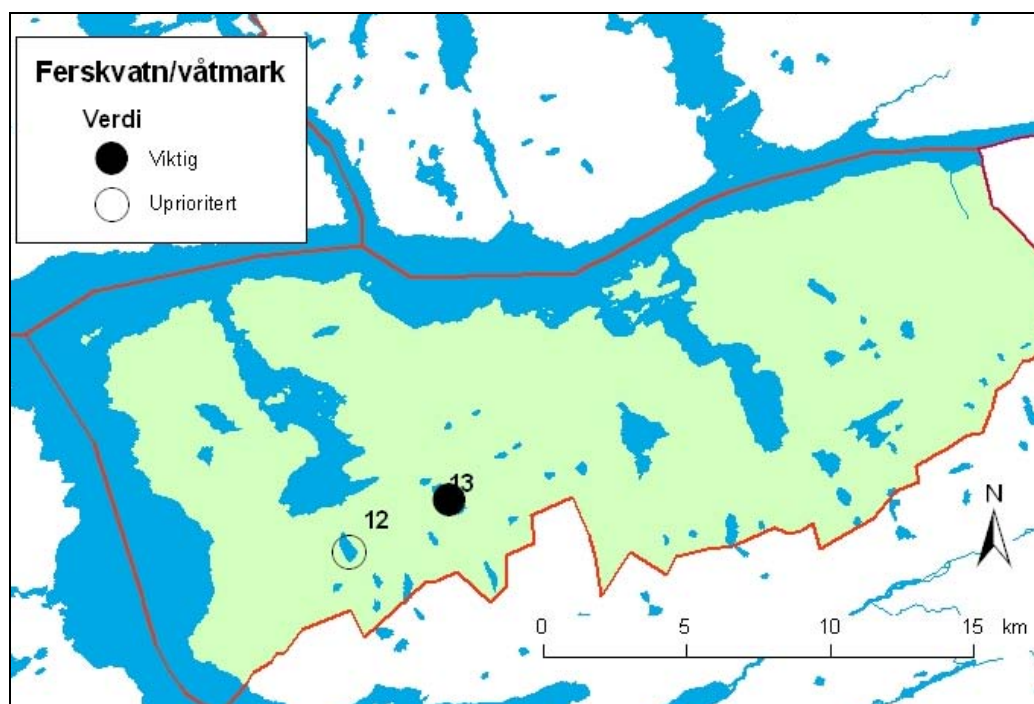 Ferskvatn/våtmark
Verdi
Viktig
Uprioritert
13
12
N
0 5 10 15 km